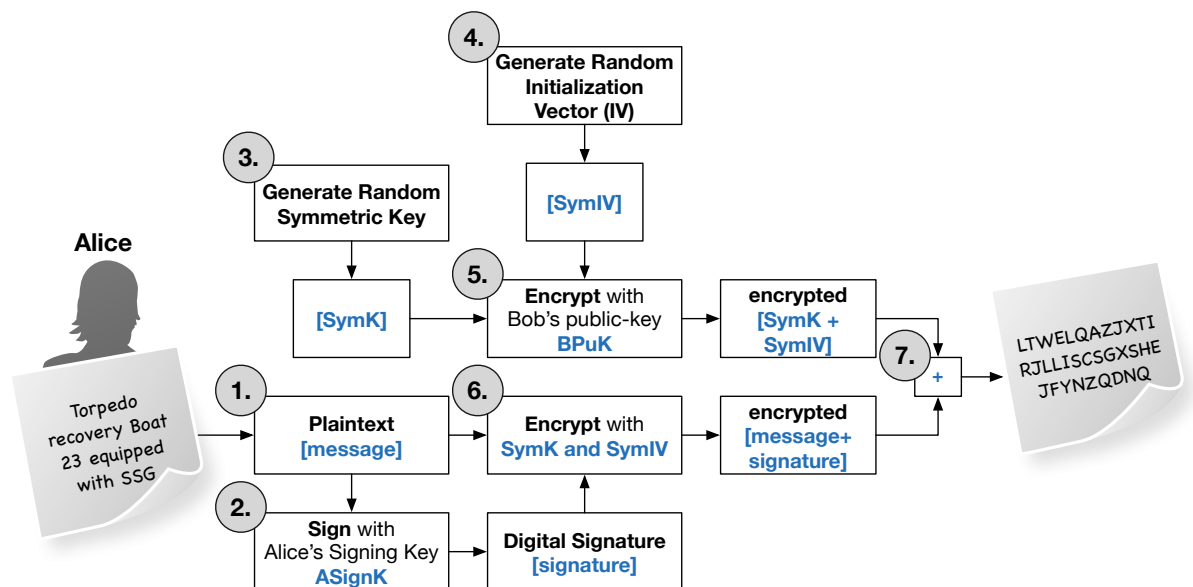 4.
Generate Random
Initialization
Vector (IV)
3.
Generate Random
Symmetric Key
[SymIV]
Alice
[SymK]
5.
Encrypt with
Bob's public-key
BPuK
encrypted
[SymK +
SymIV]
7.
+
LTWELQAZJXTI
RJLLISCSGXSHE
JFYNZQDNQ
Torpedo
recovery Boat
23 equipped
with SSG
1.
Plaintext
[message]
6.
Encrypt with
SymK and SymIV
encrypted
[message+
signature]
2.
Sign with
Alice's Signing Key
ASignK
Digital Signature
[signature]